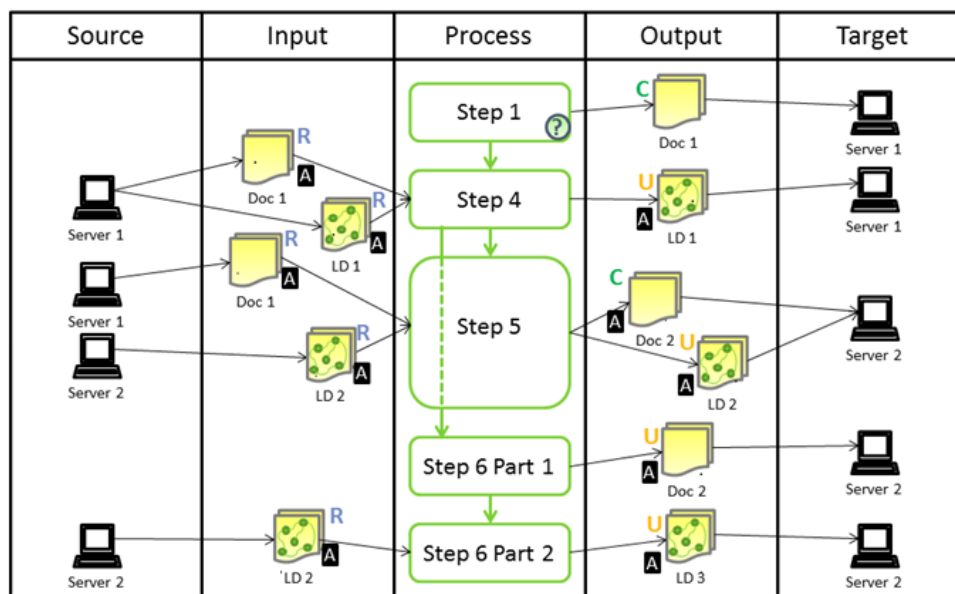 Source Input Process Output Target
Step 1
?
C
Doc 1
Server 1
Server 1
Doc 1
R
A
LD 1
R
A
Step 4
U
A
LD 1
Server 1
Server 1
Doc 1
R
A
Server 2
LD 2
R
A
Step 5
C
A
Doc 2
U
A
LD 2
Server 2
Step 6 Part 1
U
A
Doc 2
Server 2
Server 2
LD 2
R
A
Step 6 Part 2
U
A
LD 3
Server 2